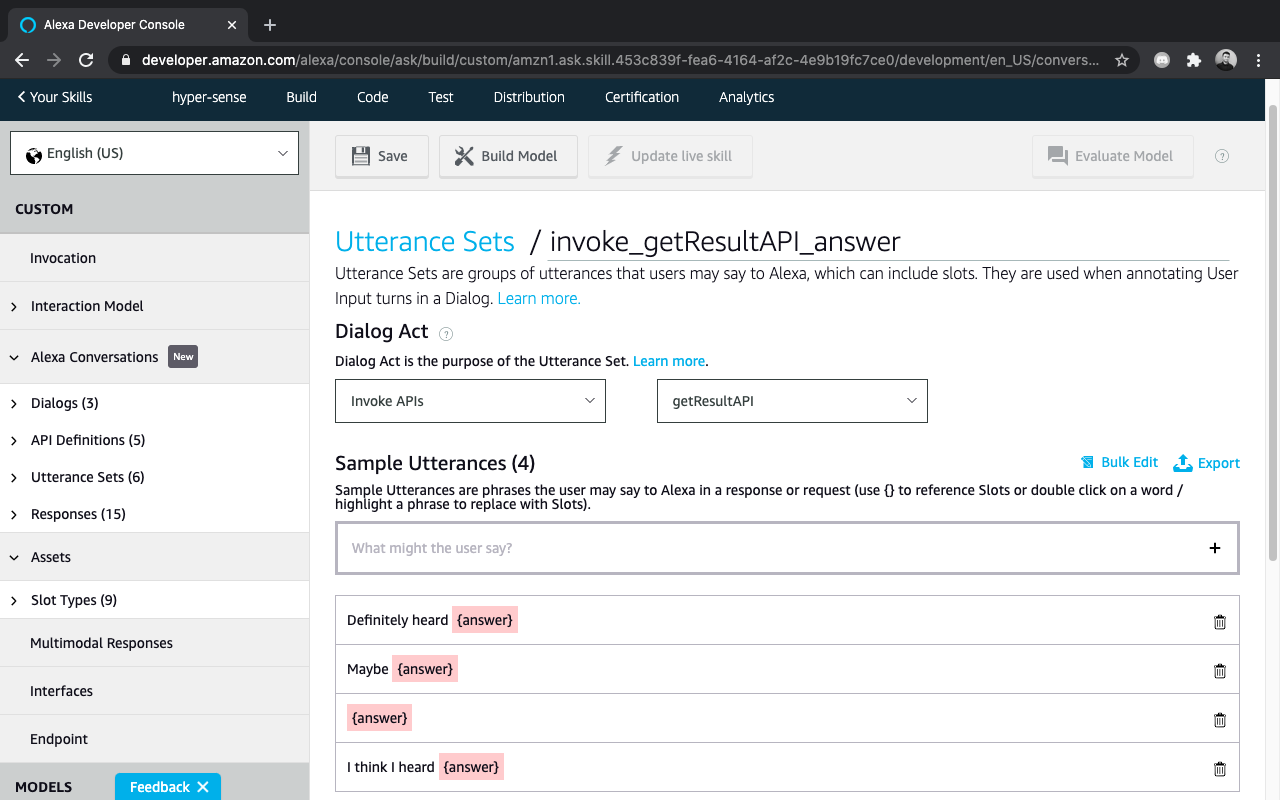 Alexa Developer Console
developer.amazon.com/alexa/console/ask/build/custom/amzn1.ask.skill.453c839f-fea6-4164-af2c-4e9b19fc7ce0/development/en_US/convers...
Your Skills hyper-sense Build Code Test Distribution Certification Analytics
English (US)
Save Build Model Update live skill Evaluate Model ?
CUSTOM
Invocation
Interaction Model
Alexa Conversations New
Dialogs (3)
API Definitions (5)
Utterance Sets (6)
Responses (15)
Assets
Slot Types (9)
Multimodal Responses
Interfaces
Endpoint
MODELS
Feedback
Utterance Sets / invoke_getResultAPI_answer
Utterance Sets are groups of utterances that users may say to Alexa, which can include slots. They are used when annotating User
Input turns in a Dialog. Learn more.
Dialog Act ?
Dialog Act is the purpose of the Utterance Set. Learn more.
Invoke APIs getResultAPI
Sample Utterances (4) Bulk Edit Export
Sample Utterances are phrases the user may say to Alexa in a response or request (use {} to reference Slots or double click on a word /
highlight a phrase to replace with Slots).
What might the user say?
Definitely heard {answer}
Maybe {answer}
{answer}
I think I heard {answer}